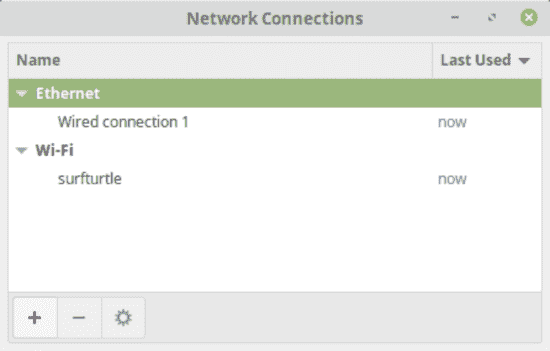 Network Connections
Name Last Used
Ethernet
Wired connection 1 now
Wi-Fi
surfturtle now